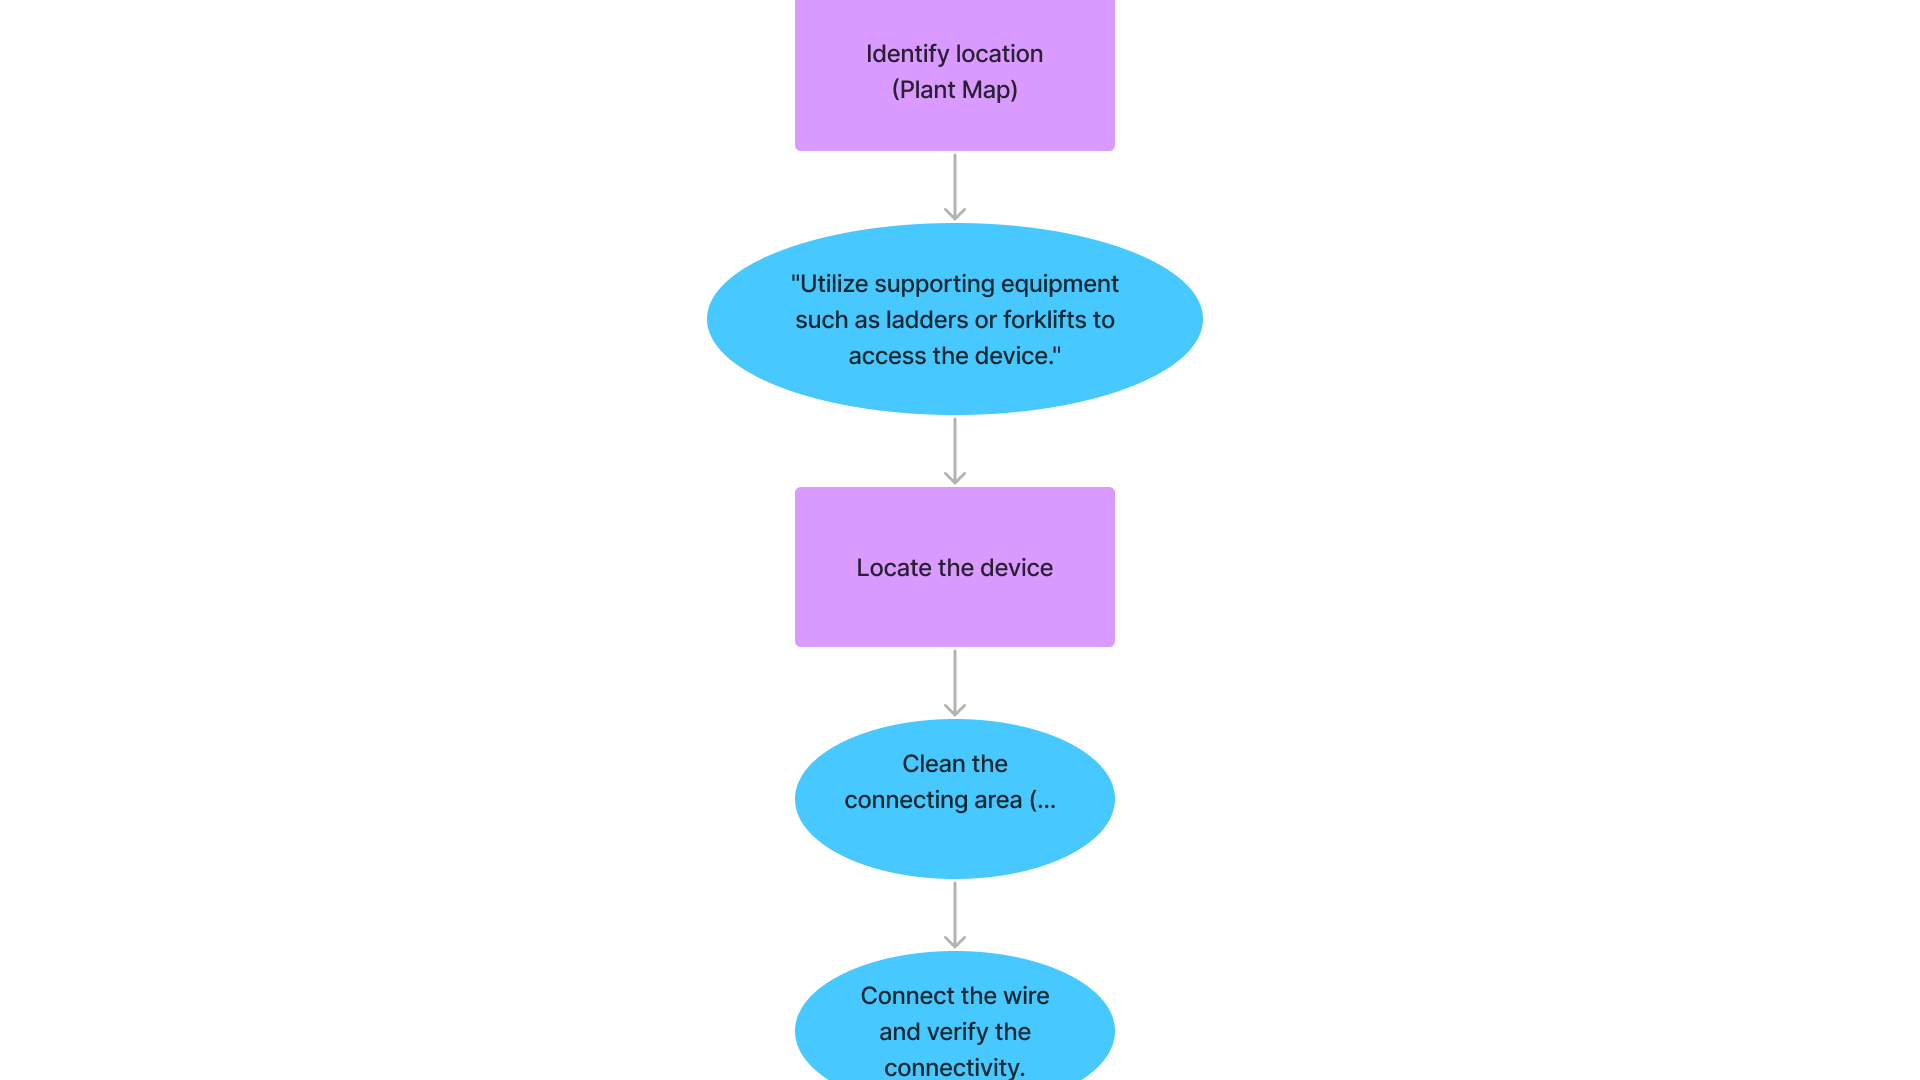 Identify location
(Plant Map)
"Utilize supporting equipment
such as ladders or forklifts to
access the device."
Locate the device
Clean the
connecting area (...
Connect the wire
and verify the
connectivity.